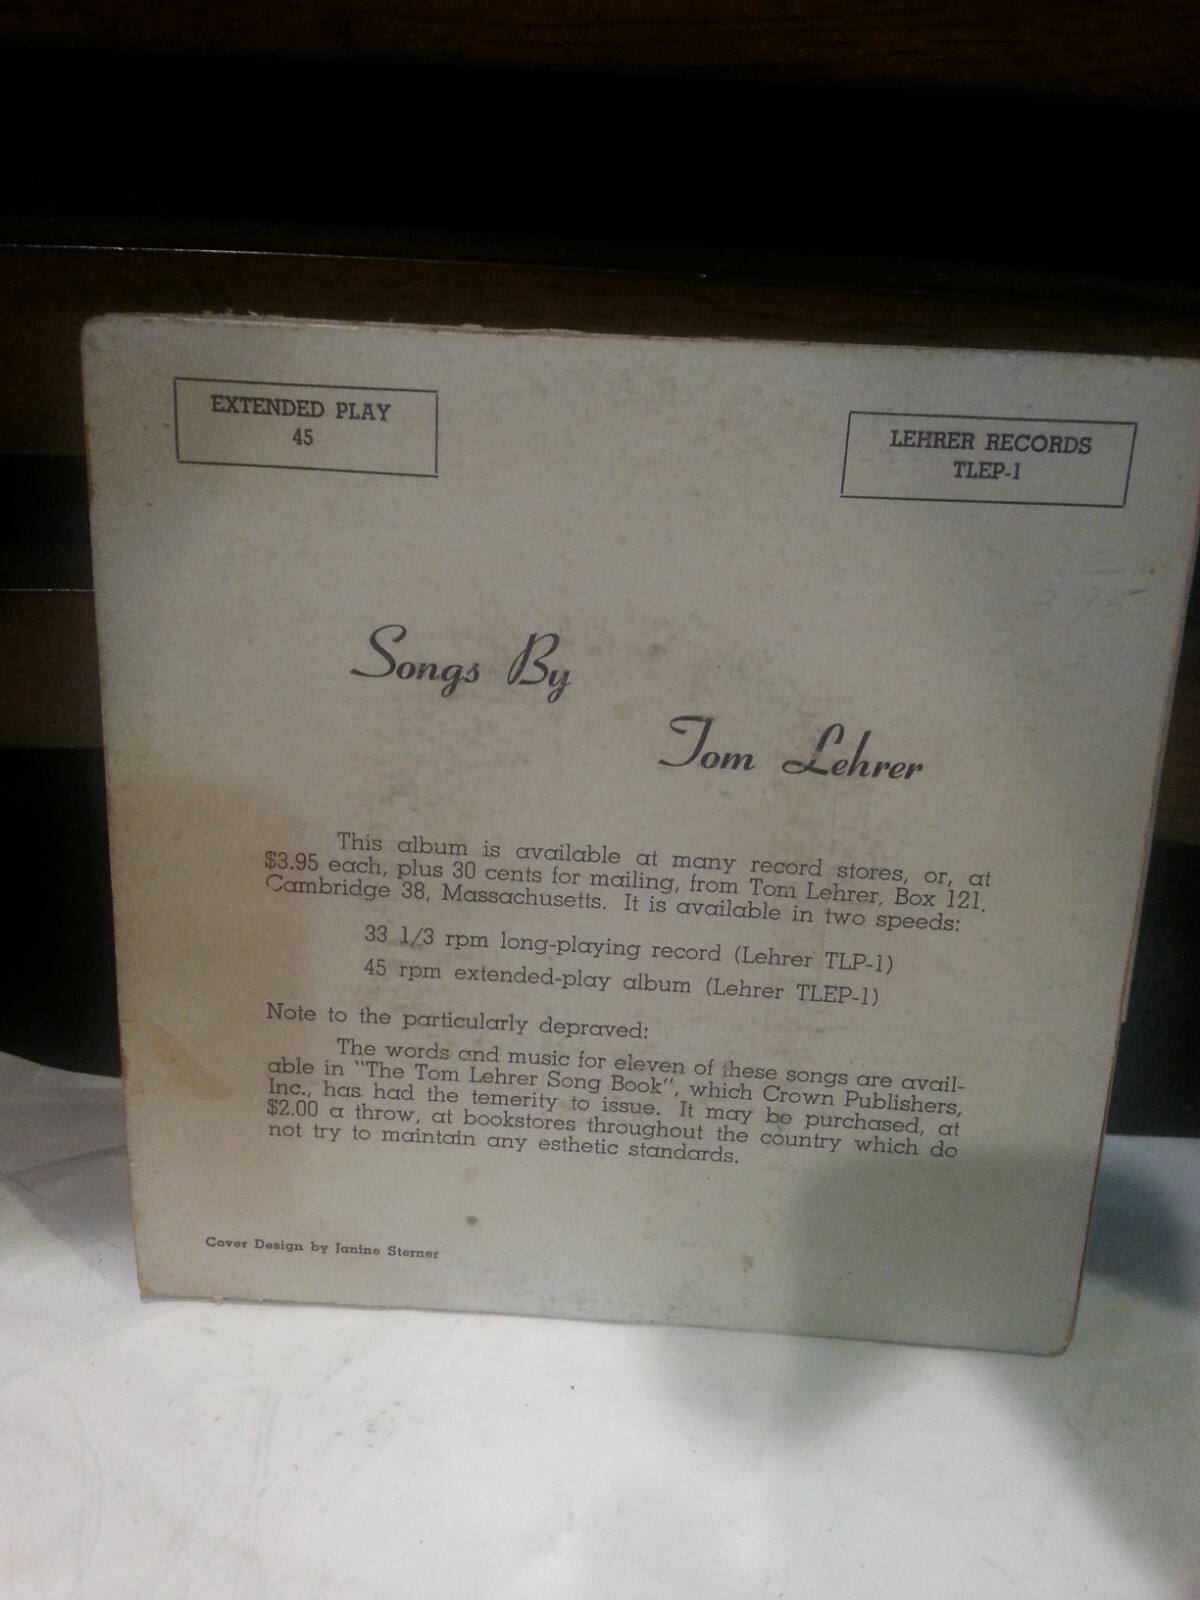 EXTENDED PLAY
45
LEHRER RECORDS
TLEP-1
3 95
Songs By
Tom Lehrer
This album is available at many record stores, or, at
$3.95 each, plus 30 cents for mailing, from Tom Lehrer, Box 121,
Cambridge 38, Massachusetts. It is available in two speeds:
33 1/3 rpm long-playing record (Lehrer TLP-1)
45 rpm extended-play album (Lehrer TLEP-1)
Note to the particularly depraved:
The words and music for eleven of these songs are avail-
able in "The Tom Lehrer Song Book", which Crown Publishers,
Inc., has had the temerity to issue. It may be purchased, at
$2.00 a throw, at bookstores throughout the country which do
not try to maintain any esthetic standards.
Cover Design by Janine Sterner